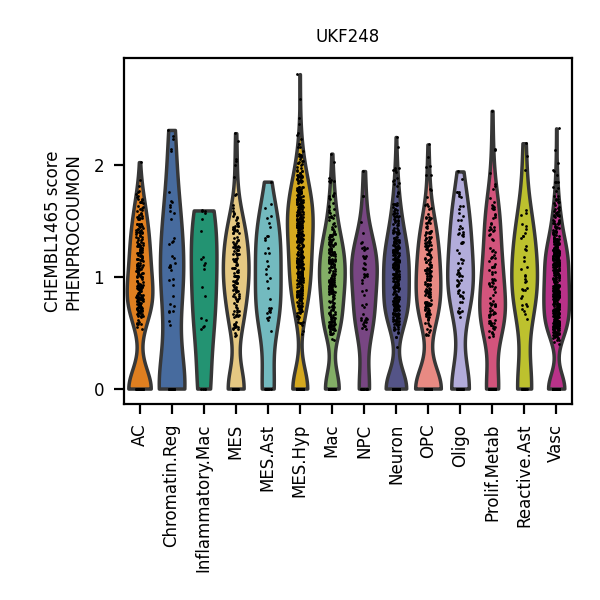 UKF248
CHEMBL1465 score
PHENPROCOUMON
2
1
0
AC
Chromatin.Reg
Inflammatory.Mac
MES
MES.Ast
MES.Hyp
Mac
NPC
Neuron
OPC
Oligo
Prolif.Metab
Reactive.Ast
Vasc